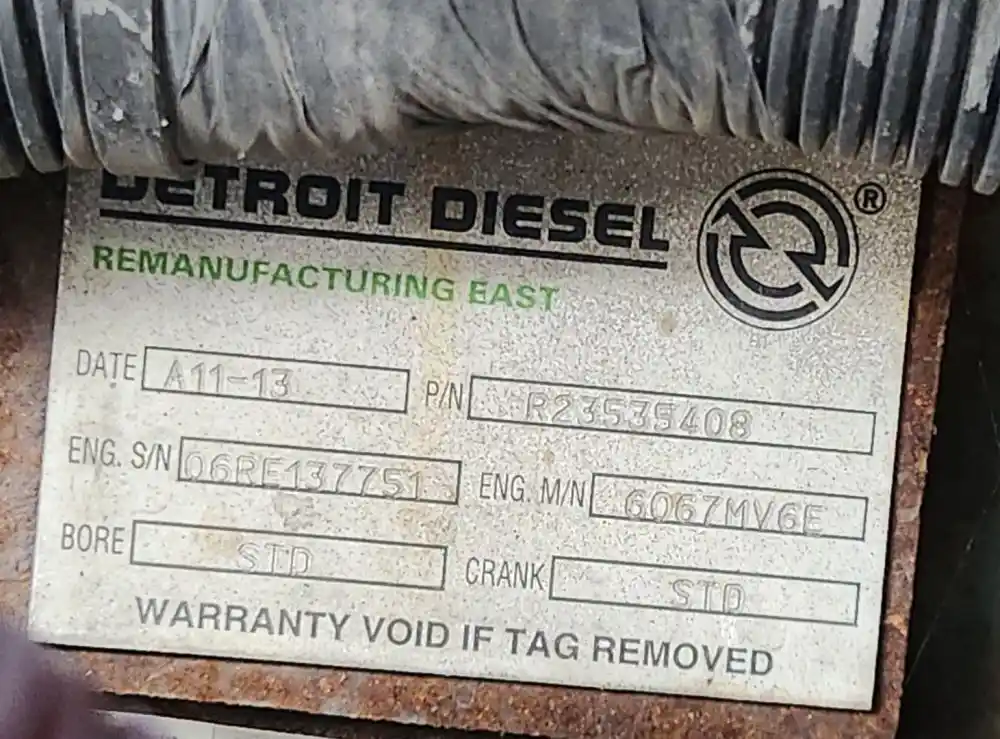 DETROIT DIESEL ®
REMANUFACTURING EAST
DATE A11-13 P/N R23539408
ENG. S/N 06RE137751 ENG. M/N 6067MV6E
BORE STD CRANK STD
WARRANTY VOID IF TAG REMOVED